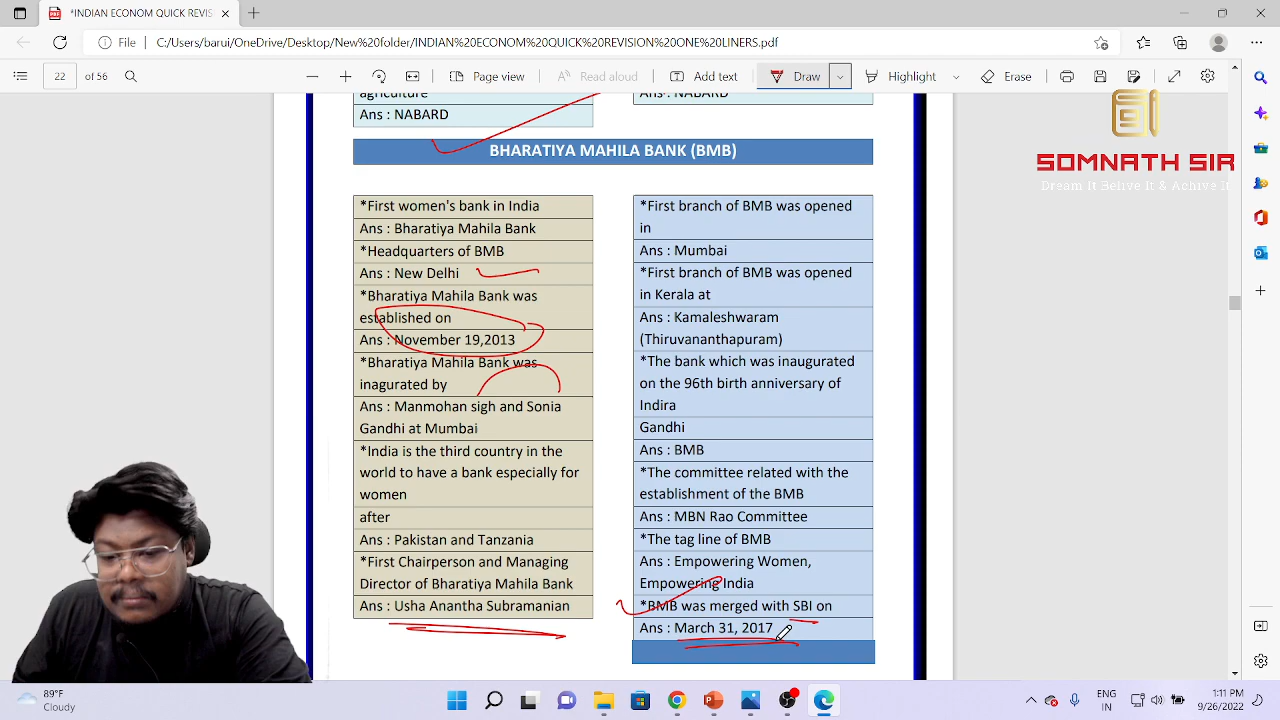 *INDIAN ECONOM QUICK REVIS
File
C:/Users/barui/OneDrive/Desktop/New%20folder/INDIAN%20ECONOM%20QUICK%20REVISION%20ONE%20LINERS.pdf
22 of 56
Page view
Read aloud
Add text
Draw
Highlight
Erase
agriculture
Ans : NABARD
Ans : NABARD
SOMNATH SIR
Dream It Belive It & Achive It
BHARATIYA MAHILA BANK (BMB)
*First women's bank in India
Ans : Bharatiya Mahila Bank
*Headquarters of BMB
Ans : New Delhi
*Bharatiya Mahila Bank was
established on
Ans : November 19,2013
*Bharatiya Mahila Bank was
inagurated by
Ans : Manmohan sigh and Sonia
Gandhi at Mumbai
*India is the third country in the
world to have a bank especially for
women
after
Ans : Pakistan and Tanzania
*First Chairperson and Managing
Director of Bharatiya Mahila Bank
Ans : Usha Anantha Subramanian
*First branch of BMB was opened
in
Ans : Mumbai
*First branch of BMB was opened
in Kerala at
Ans : Kamaleshwaram
(Thiruvananthapuram)
*The bank which was inaugurated
on the 96th birth anniversary of
Indira
Gandhi
Ans : BMB
*The committee related with the
establishment of the BMB
Ans : MBN Rao Committee
*The tag line of BMB
Ans : Empowering Women,
Empowering India
*BMB was merged with SBI on
Ans : March 31, 2017
89°F
Cloudy
ENG
IN
1:11 PM
9/26/2022